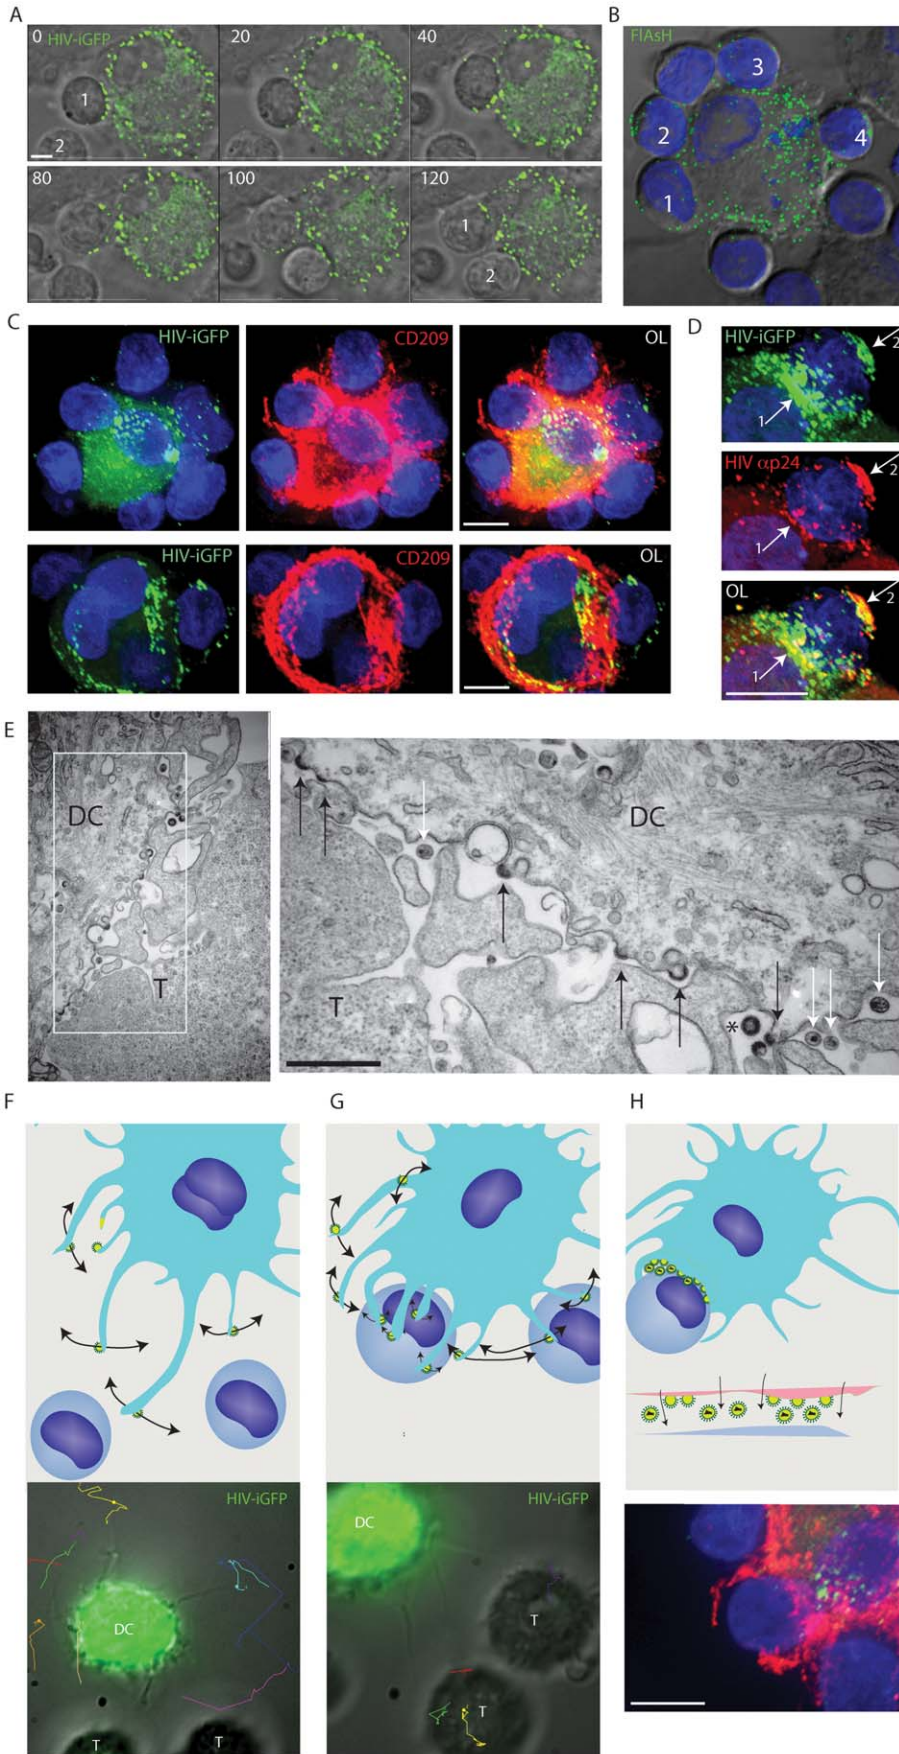 A
HIV-iGFP
0
20
40
1
2
80
100
120
1
2
B
FlAsH
3
2
4
1
C
HIV-iGFP
CD209
OL
HIV-iGFP
CD209
OL
D
HIV-iGFP
2
1
HIV αp24
2
1
OL
2
1
E
DC
T
DC
T
*
F
G
H
HIV-iGFP
DC
T
T
HIV-iGFP
DC
T
T